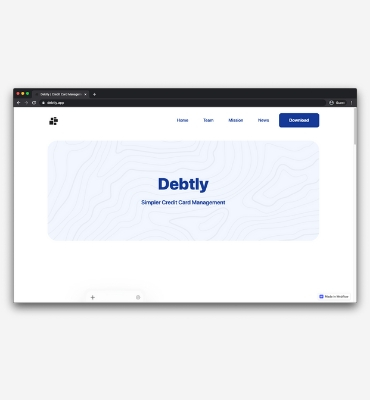 Debtly | Credit Card Managem
debtly.app
Guest
Home
Team
Mission
News
Download
Debtly
Simpler Credit Card Management
Made in Webflow